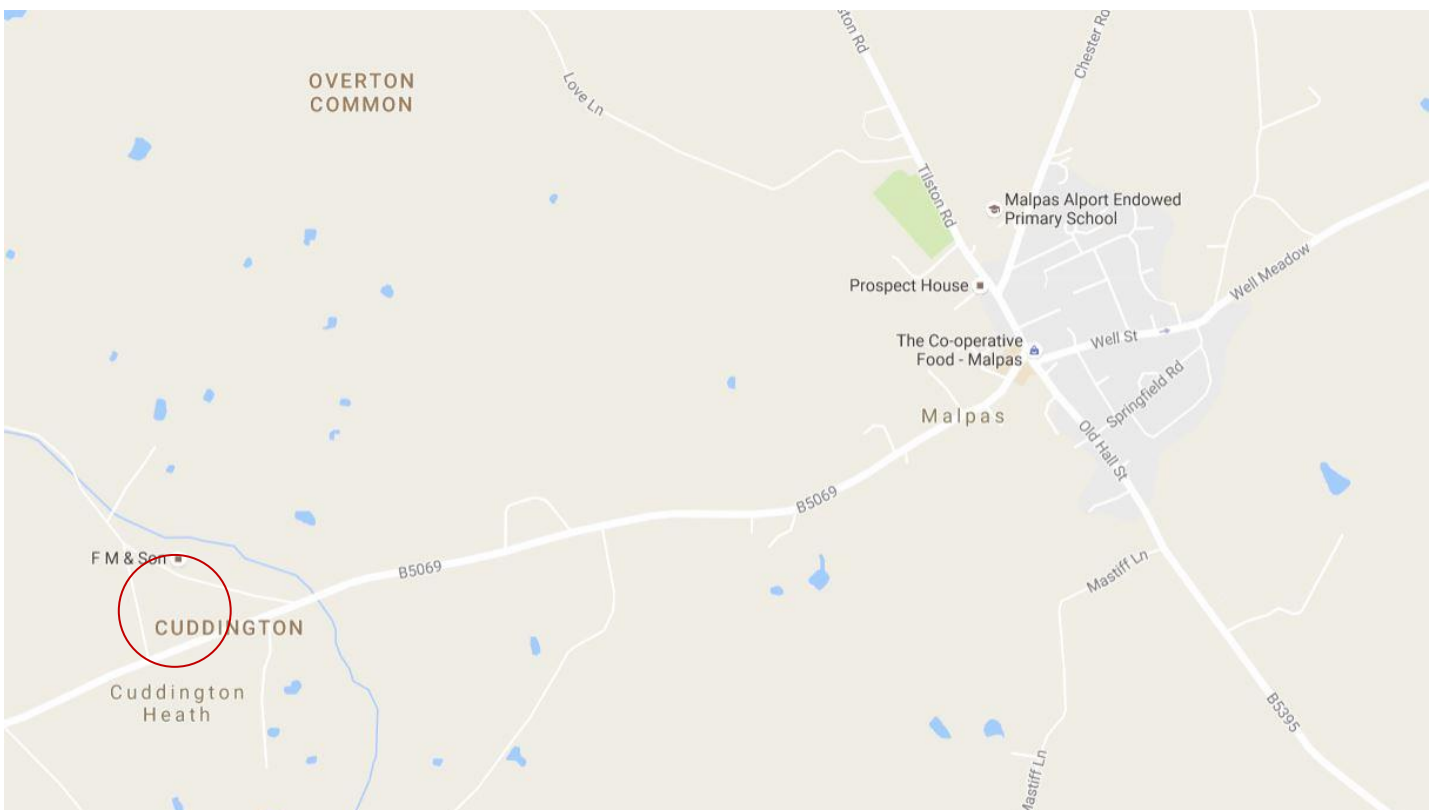 OVERTON
COMMON
Love Ln
ston Rd
Chester Rd
Tilston Rd
Malpas Alport Endowed
Primary School
Prospect House
Well Meadow
The Co-operative
Food - Malpas
Well St
Springfield Rd
Malpas
Old Hall St
B5069
F M & Son
B5069
Mastiff Ln
CUDDINGTON
Cuddington
Heath
B5395
Mastiff Ln